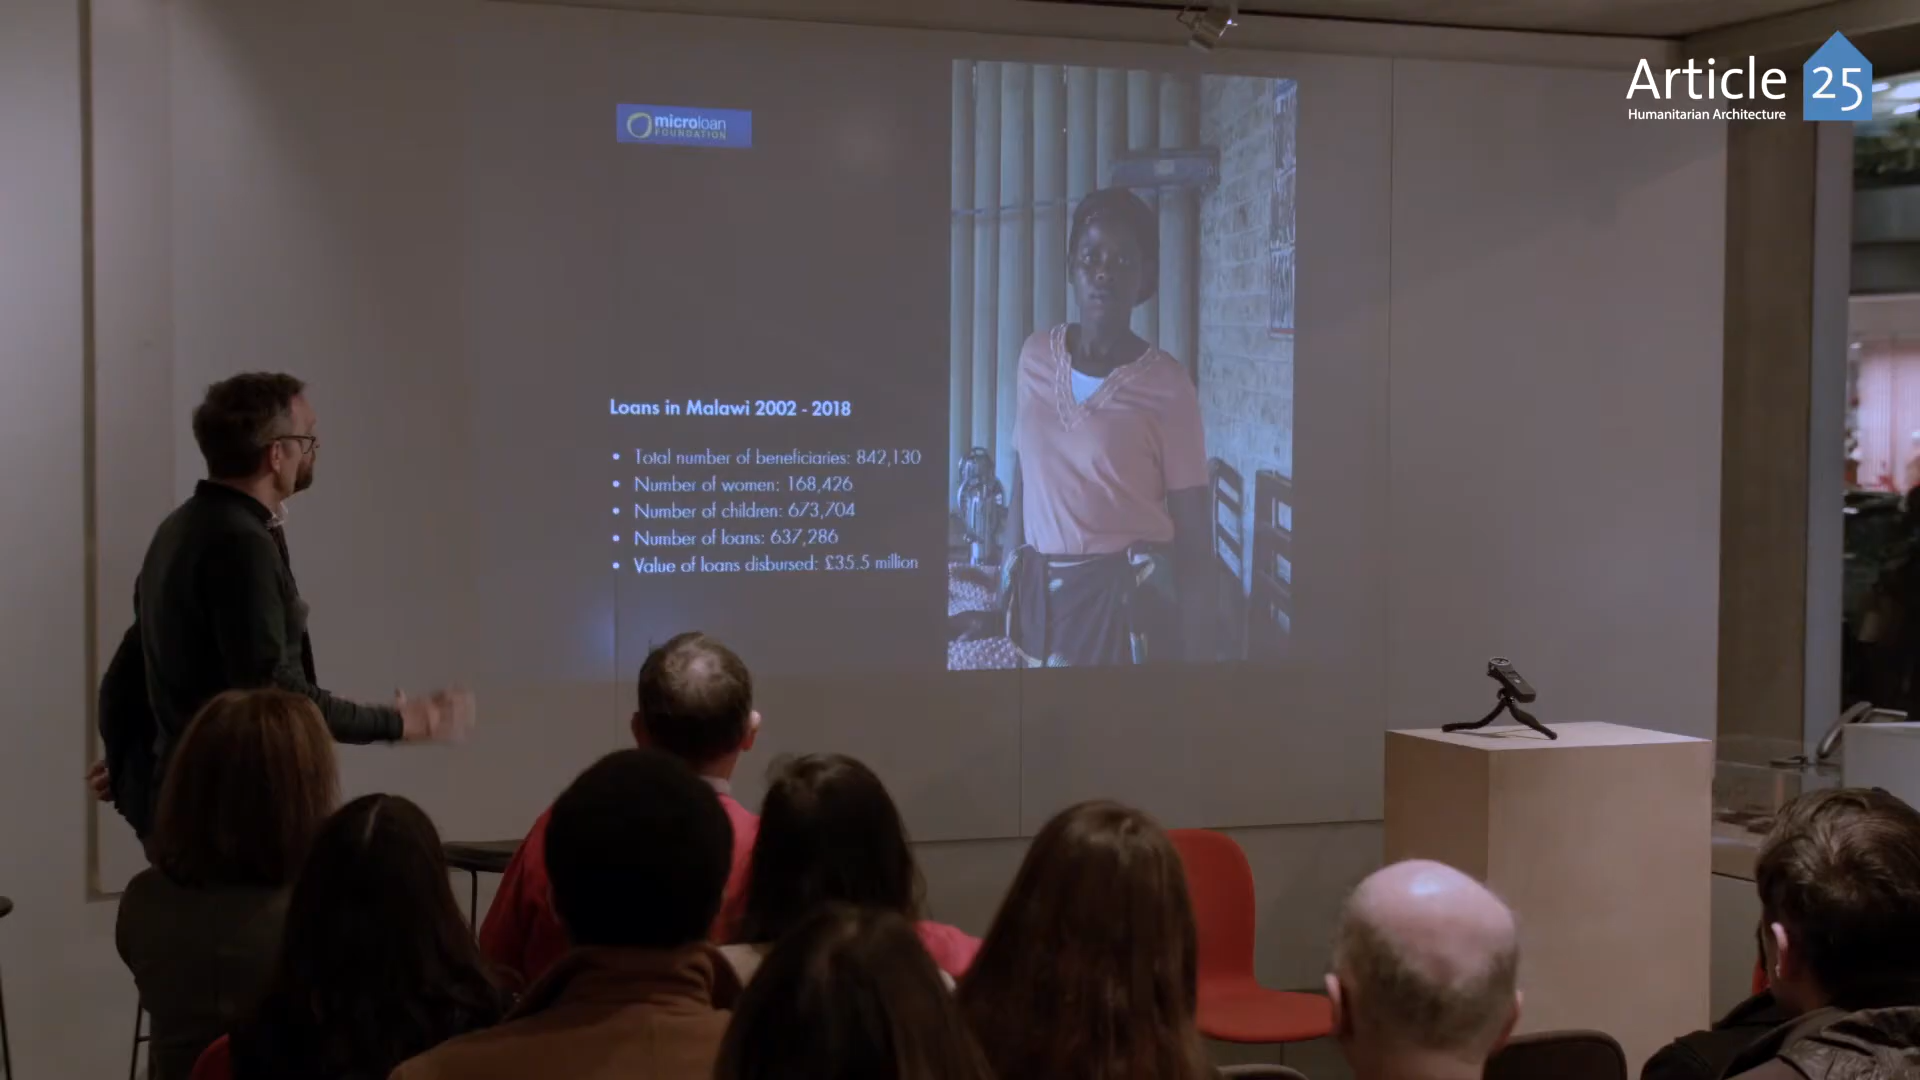 Article 25
Humanitarian Architecture
microloan
FOUNDATION
Loans in Malawi 2002 - 2018
• Total number of beneficiaries: 842,130
• Number of women: 168,426
• Number of children: 673,704
• Number of loans: 637,286
• Value of loans disbursed: £35.5 million